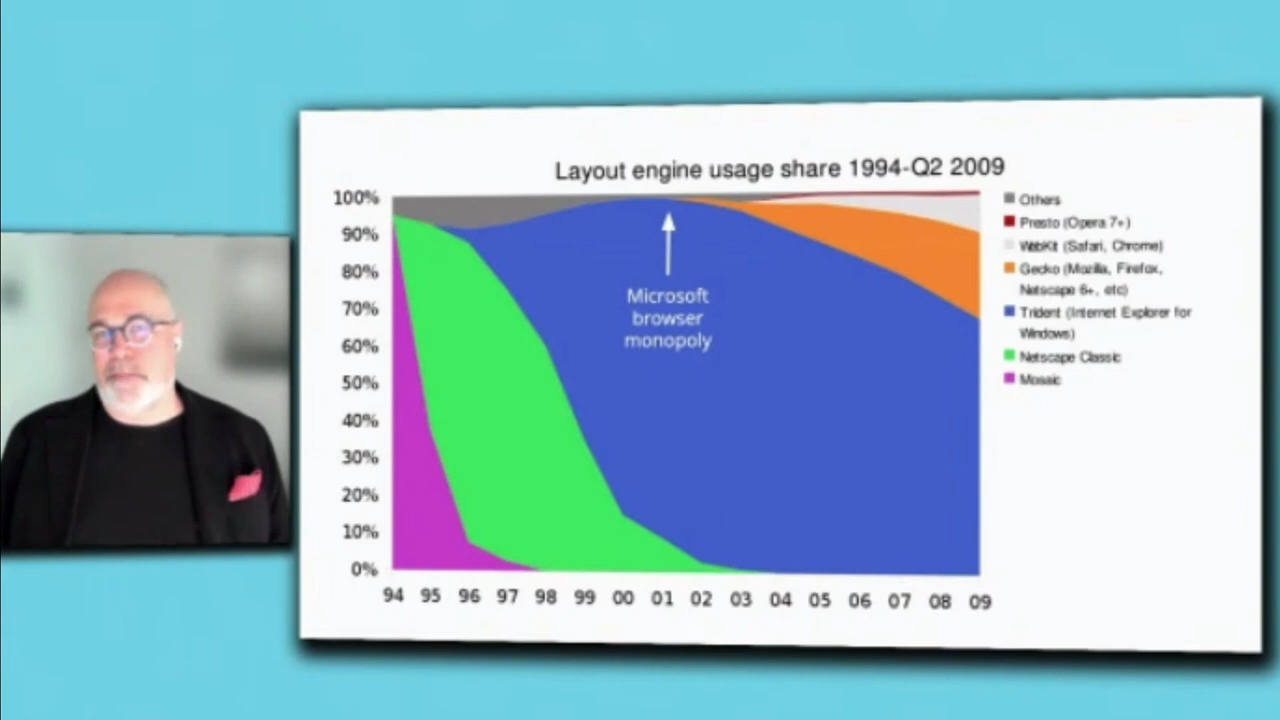 Layout engine usage share 1994-Q2 2009
100%
90%
80%
70%
60%
50%
40%
30%
20%
10%
0%
94 95 96 97 98 99 00 01 02 03 04 05 06 07 08 09
Microsoft
browser
monopoly
Others
Presto (Opera 7+)
WebKit (Safari, Chrome)
Gecko (Mozilla, Firefox,
Netscape 6+, etc)
Trident (Internet Explorer for
Windows)
Netscape Classic
Mosaic